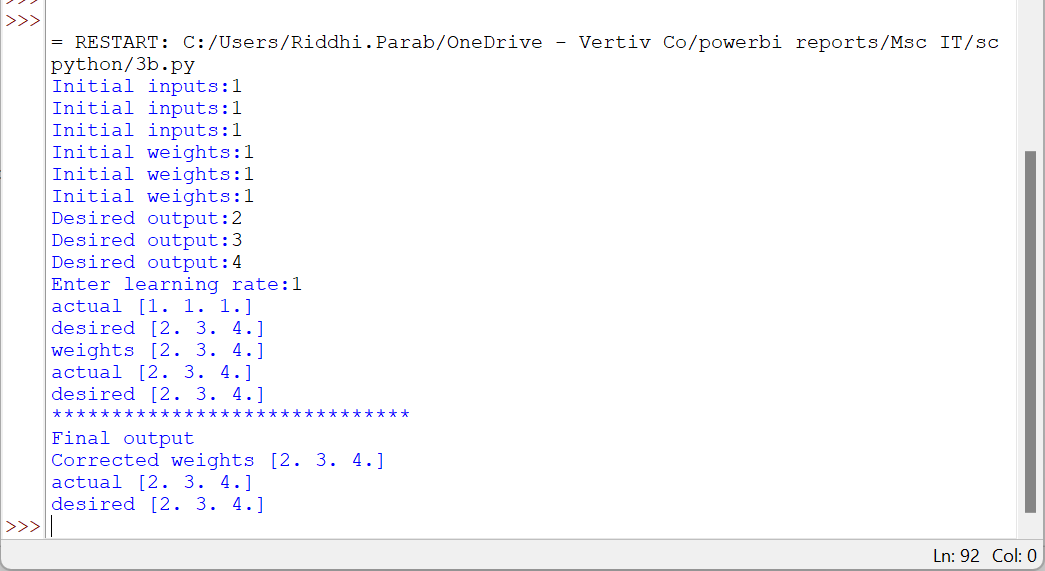 >>>
>>>
= RESTART: C:/Users/Riddhi.Parab/OneDrive - Vertiv Co/powerbi reports/Msc IT/sc
python/3b.py
Initial inputs:1
Initial inputs:1
Initial inputs:1
Initial weights:1
Initial weights:1
Initial weights:1
Desired output:2
Desired output:3
Desired output:4
Enter learning rate:1
actual [1. 1. 1.]
desired [2. 3. 4.]
weights [2. 3. 4.]
actual [2. 3. 4.]
desired [2. 3. 4.]
******************************
Final output
Corrected weights [2. 3. 4.]
actual [2. 3. 4.]
desired [2. 3. 4.]
>>>
Ln: 92 Col: 0